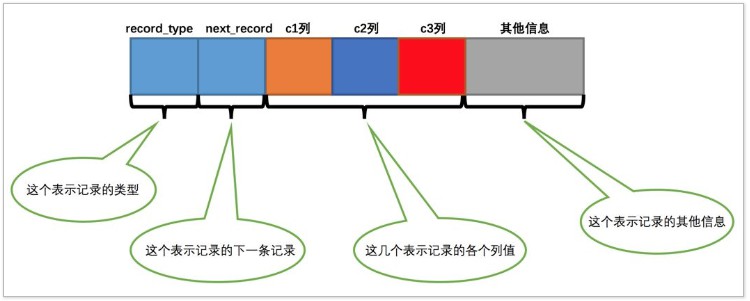 record_type next_record c1列 c2列 c3列 其他信息
这个表示记录的类型
这个表示记录的下一条记录
这几个表示记录的各个列值
这个表示记录的其他信息